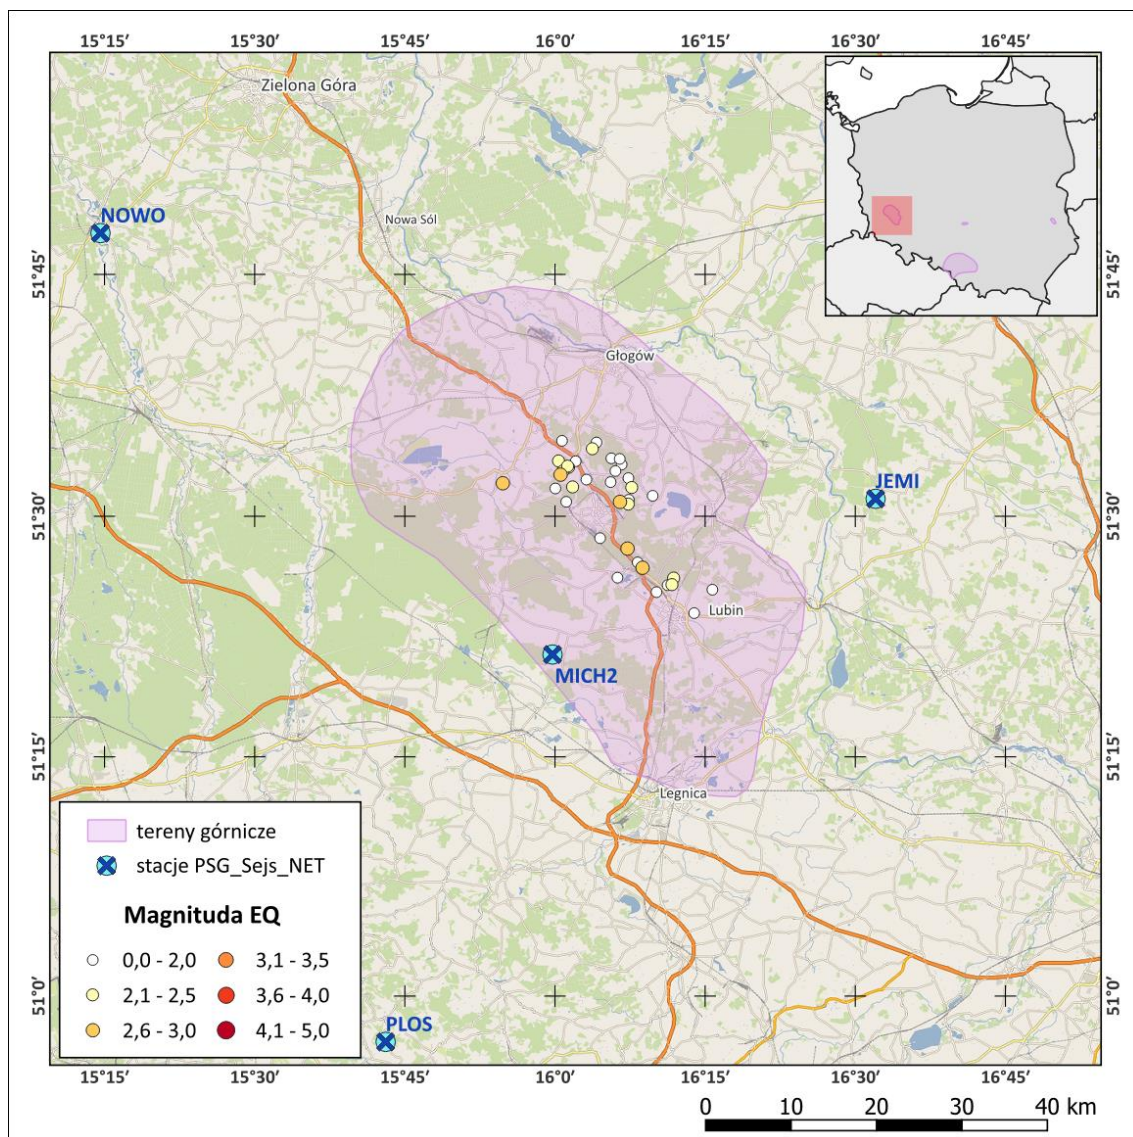 15°15' 15°30' 15°45' 16°0' 16°15' 16°30' 16°45'
Zielona Góra
NOWO
Nowa Sól
51°45' 51°45'
Głogów
JEMI
51°30' 51°30'
Lubin
MICH2
51°15' 51°15'
Legnica
tereny górnicze
stacje PSG_Sejs_NET
Magnituda EQ
0,0 - 2,0 3,1 - 3,5
2,1 - 2,5 3,6 - 4,0
2,6 - 3,0 4,1 - 5,0
51°0' 51°0'
PLOS
15°15' 15°30' 15°45' 16°0' 16°15' 16°30' 16°45'
0 10 20 30 40 km